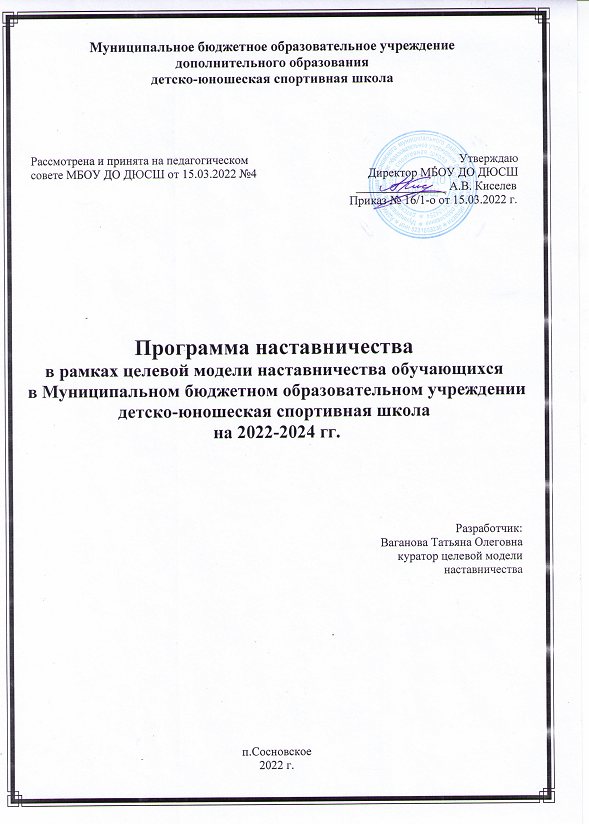 Муниципальное бюджетное образовательное учреждение
дополнительного образования
детско-юношеская спортивная школа
Рассмотрена и принята на педагогическом
совете МБОУ ДО ДЮСШ от 15.03.2022 №4
Утверждаю
Директор МБОУ ДО ДЮСШ
А.В. Киселев
Приказ № 16/1-о от 15.03.2022 г.
Программа наставничества
в рамках целевой модели наставничества обучающихся
в Муниципальном бюджетном образовательном учреждении
детско-юношеская спортивная школа
на 2022-2024 гг.
Разработчик:
Ваганова Татьяна Олеговна
куратор целевой модели
наставничества
п.Сосновское
2022 г.